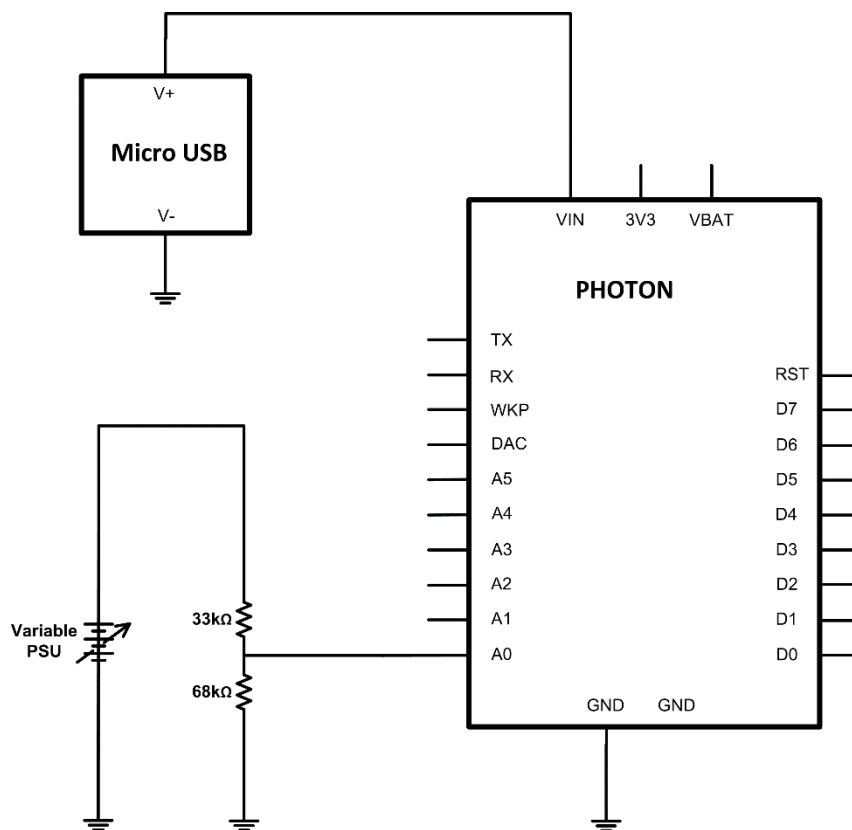 V+
Micro USB
V-
VIN 3V3 VBAT
PHOTON
TX
RX
RST
WKP
D7
DAC
D6
A5
D5
A4
D4
A3
D3
A2
D2
A1
D1
A0
D0
33kΩ
Variable
PSU
68kΩ
GND GND